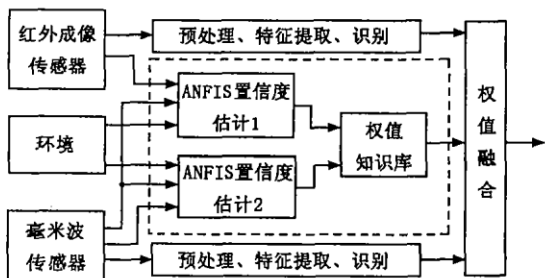 红外成像
传感器
预处理、特征提取、识别
ANFIS置信度
估计1
环境
权值
知识库
ANFIS置信度
估计2
毫米波
传感器
预处理、特征提取、识别
权
值
融
合